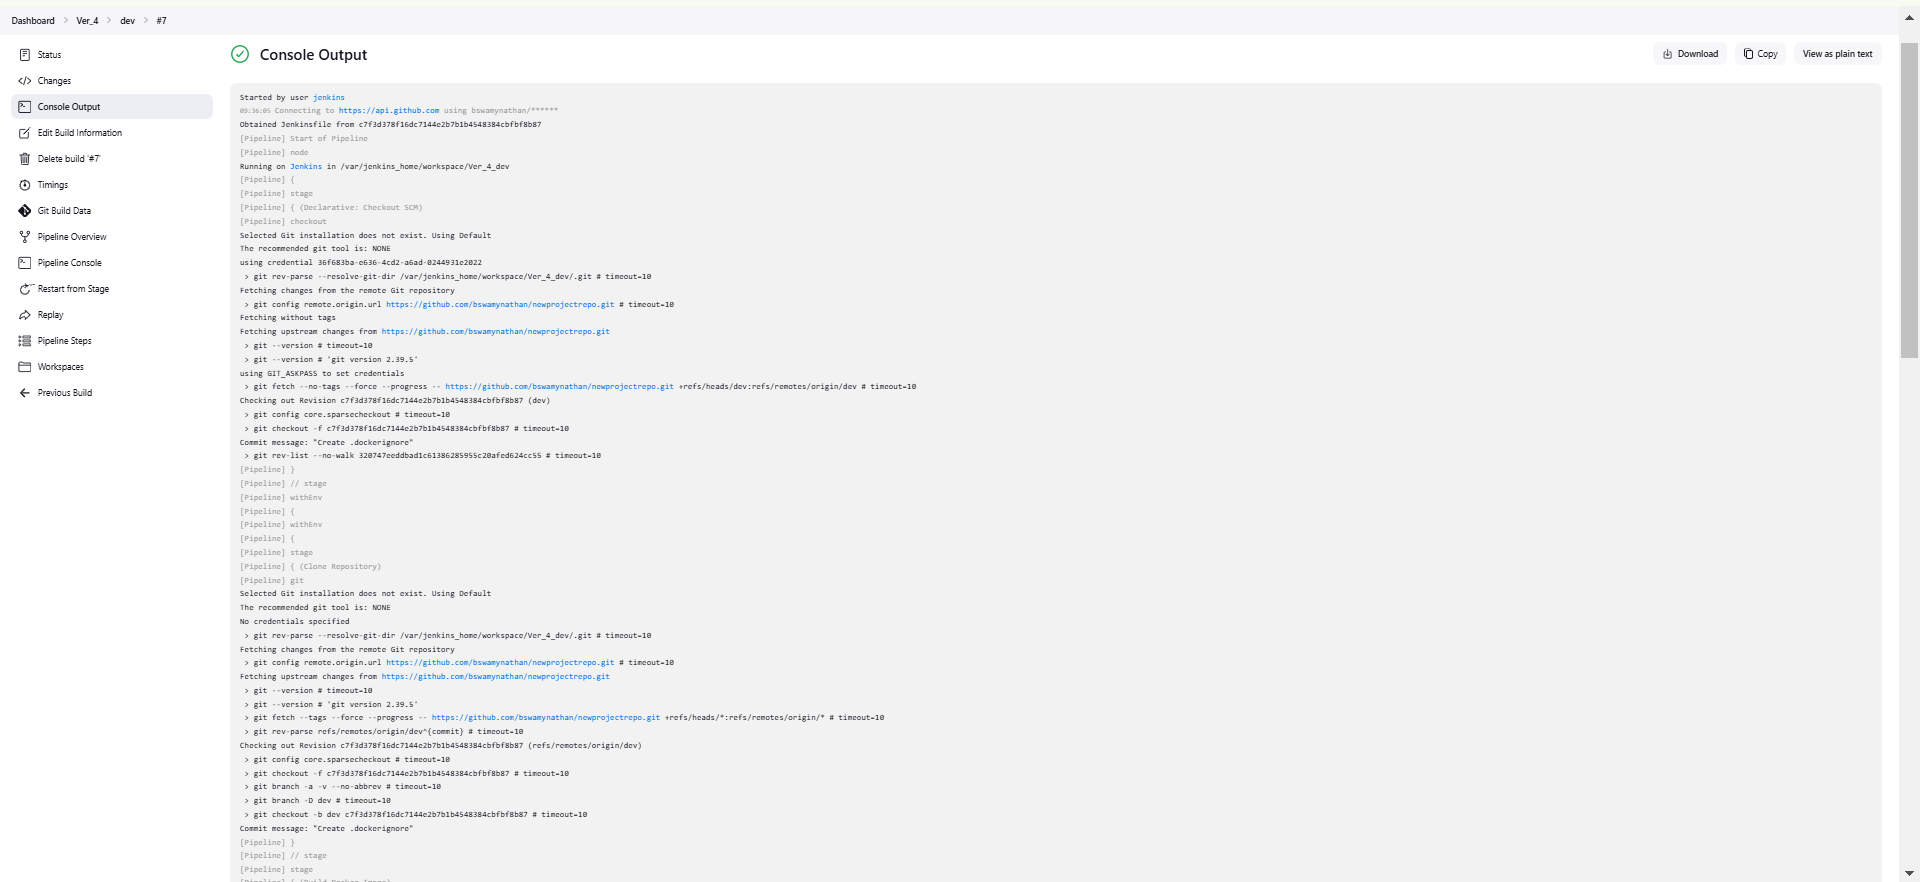 Dashboard > Ver_4 > dev > #7
Status
Changes
Console Output
Edit Build Information
Delete build '#7'
Timings
Git Build Data
Pipeline Overview
Pipeline Console
Restart from Stage
Replay
Pipeline Steps
Workspaces
Previous Build
Console Output
Download
Copy
View as plain text
Started by user jenkins
09:36:05 Connecting to https://api.github.com using bswamynathan/******
Obtained Jenkinsfile from c7f3d378f16dc7144e2b7b1b4548384cbfbf8b87
[Pipeline] Start of Pipeline
[Pipeline] node
Running on Jenkins in /var/jenkins_home/workspace/Ver_4_dev
[Pipeline] {
[Pipeline] stage
[Pipeline] { (Declarative: Checkout SCM)
[Pipeline] checkout
Selected Git installation does not exist. Using Default
The recommended git tool is: NONE
using credential 36f683ba-e636-4cd2-a6ad-0244931e2022
> git rev-parse --resolve-git-dir /var/jenkins_home/workspace/Ver_4_dev/.git # timeout=10
Fetching changes from the remote Git repository
> git config remote.origin.url https://github.com/bswamynathan/newprojectrepo.git # timeout=10
Fetching without tags
Fetching upstream changes from https://github.com/bswamynathan/newprojectrepo.git
> git --version # timeout=10
> git --version # 'git version 2.39.5'
using GIT_ASKPASS to set credentials
> git fetch --no-tags --force --progress -- https://github.com/bswamynathan/newprojectrepo.git +refs/heads/dev:refs/remotes/origin/dev # timeout=10
Checking out Revision c7f3d378f16dc7144e2b7b1b4548384cbfbf8b87 (dev)
> git config core.sparsecheckout # timeout=10
> git checkout -f c7f3d378f16dc7144e2b7b1b4548384cbfbf8b87 # timeout=10
Commit message: "Create .dockerignore"
> git rev-list --no-walk 320747eeddbad1c61386285955c20afed624cc55 # timeout=10
[Pipeline] }
[Pipeline] // stage
[Pipeline] withEnv
[Pipeline] {
[Pipeline] withEnv
[Pipeline] {
[Pipeline] stage
[Pipeline] { (Clone Repository)
[Pipeline] git
Selected Git installation does not exist. Using Default
The recommended git tool is: NONE
No credentials specified
> git rev-parse --resolve-git-dir /var/jenkins_home/workspace/Ver_4_dev/.git # timeout=10
Fetching changes from the remote Git repository
> git config remote.origin.url https://github.com/bswamynathan/newprojectrepo.git # timeout=10
Fetching upstream changes from https://github.com/bswamynathan/newprojectrepo.git
> git --version # timeout=10
> git --version # 'git version 2.39.5'
> git fetch --tags --force --progress -- https://github.com/bswamynathan/newprojectrepo.git +refs/heads/*:refs/remotes/origin/* # timeout=10
> git rev-parse refs/remotes/origin/dev^{commit} # timeout=10
Checking out Revision c7f3d378f16dc7144e2b7b1b4548384cbfbf8b87 (refs/remotes/origin/dev)
> git config core.sparsecheckout # timeout=10
> git checkout -f c7f3d378f16dc7144e2b7b1b4548384cbfbf8b87 # timeout=10
> git branch -a -v --no-abbrev # timeout=10
> git branch -D dev # timeout=10
> git checkout -b dev c7f3d378f16dc7144e2b7b1b4548384cbfbf8b87 # timeout=10
Commit message: "Create .dockerignore"
[Pipeline] }
[Pipeline] // stage
[Pipeline] stage